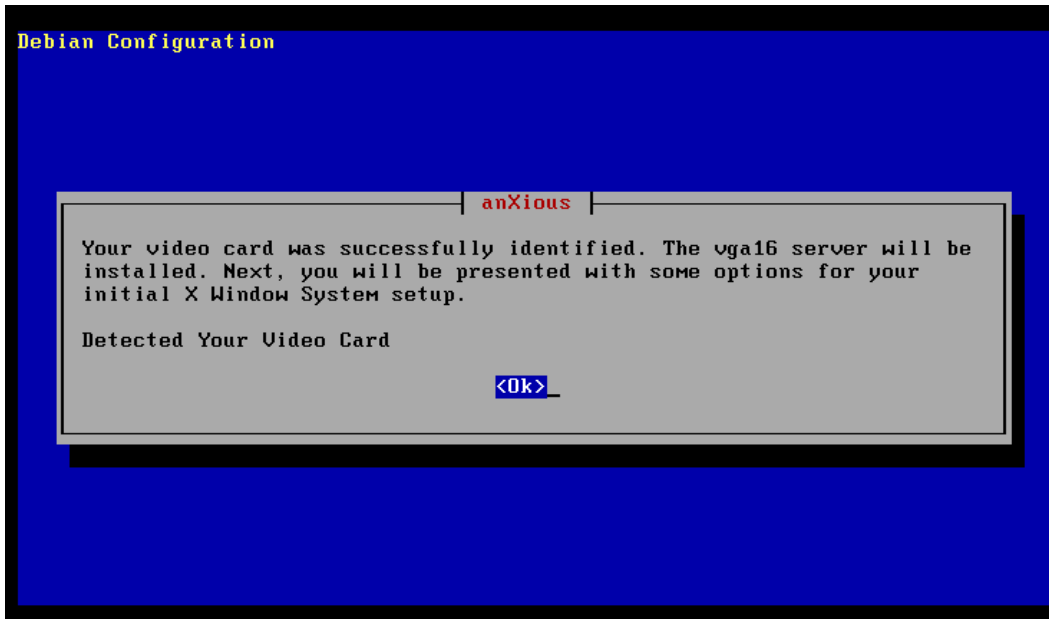 Debian Configuration
anXious
Your video card was successfully identified. The vga16 server will be
installed. Next, you will be presented with some options for your
initial X Window System setup.
Detected Your Video Card
<Ok>